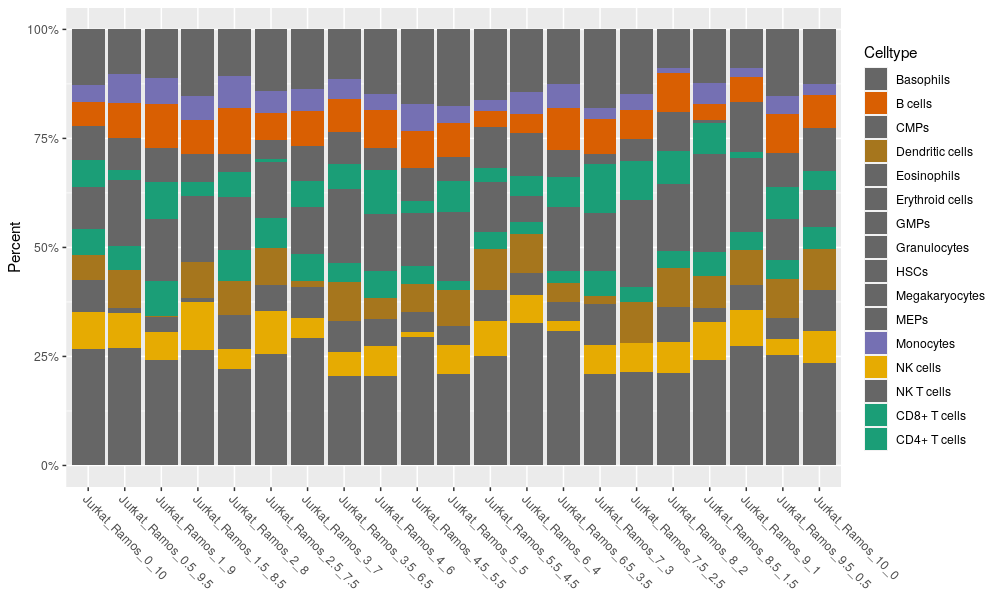 100%
75%
50%
25%
0%
Percent
Jurkat_Ramos_0_10
Jurkat_Ramos_0.5_9.5
Jurkat_Ramos_1_9
Jurkat_Ramos_1.5_8.5
Jurkat_Ramos_2_8
Jurkat_Ramos_2.5_7.5
Jurkat_Ramos_3_7
Jurkat_Ramos_3.5_6.5
Jurkat_Ramos_4_6
Jurkat_Ramos_4.5_5.5
Jurkat_Ramos_5_5
Jurkat_Ramos_5.5_4.5
Jurkat_Ramos_6_4
Jurkat_Ramos_6.5_3.5
Jurkat_Ramos_7_3
Jurkat_Ramos_7.5_2.5
Jurkat_Ramos_8_2
Jurkat_Ramos_8.5_1.5
Jurkat_Ramos_9_1
Jurkat_Ramos_9.5_0.5
Jurkat_Ramos_10_0
Celltype
Basophils
B cells
CMPs
Dendritic cells
Eosinophils
Erythroid cells
GMPs
Granulocytes
HSCs
Megakaryocytes
MEPs
Monocytes
NK cells
NK T cells
CD8+ T cells
CD4+ T cells